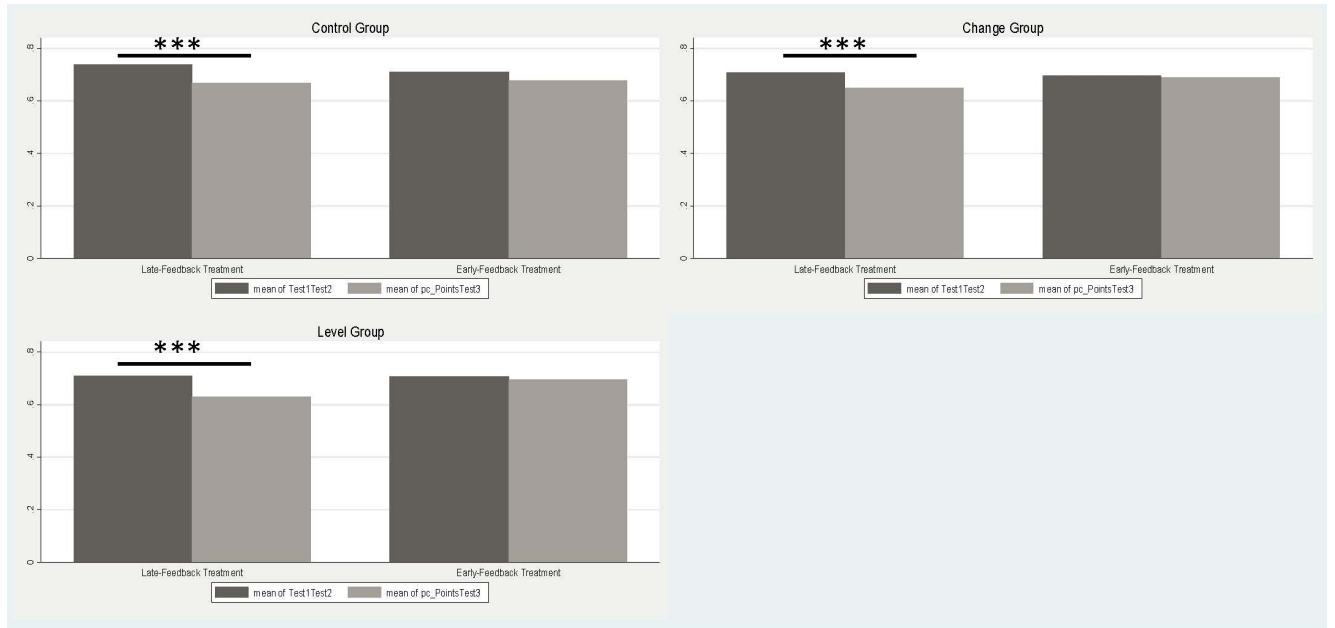 Control Group
***
.8
.6
.4
.2
0
Late-Feedback Treatment Early-Feedback Treatment
mean of Test1Test2 mean of pc_PointsTest3
Change Group
***
.8
.6
.4
.2
0
Late-Feedback Treatment Early-Feedback Treatment
mean of Test1Test2 mean of pc_PointsTest3
Level Group
***
.8
.6
.4
.2
0
Late-Feedback Treatment Early-Feedback Treatment
mean of Test1Test2 mean of pc_PointsTest3